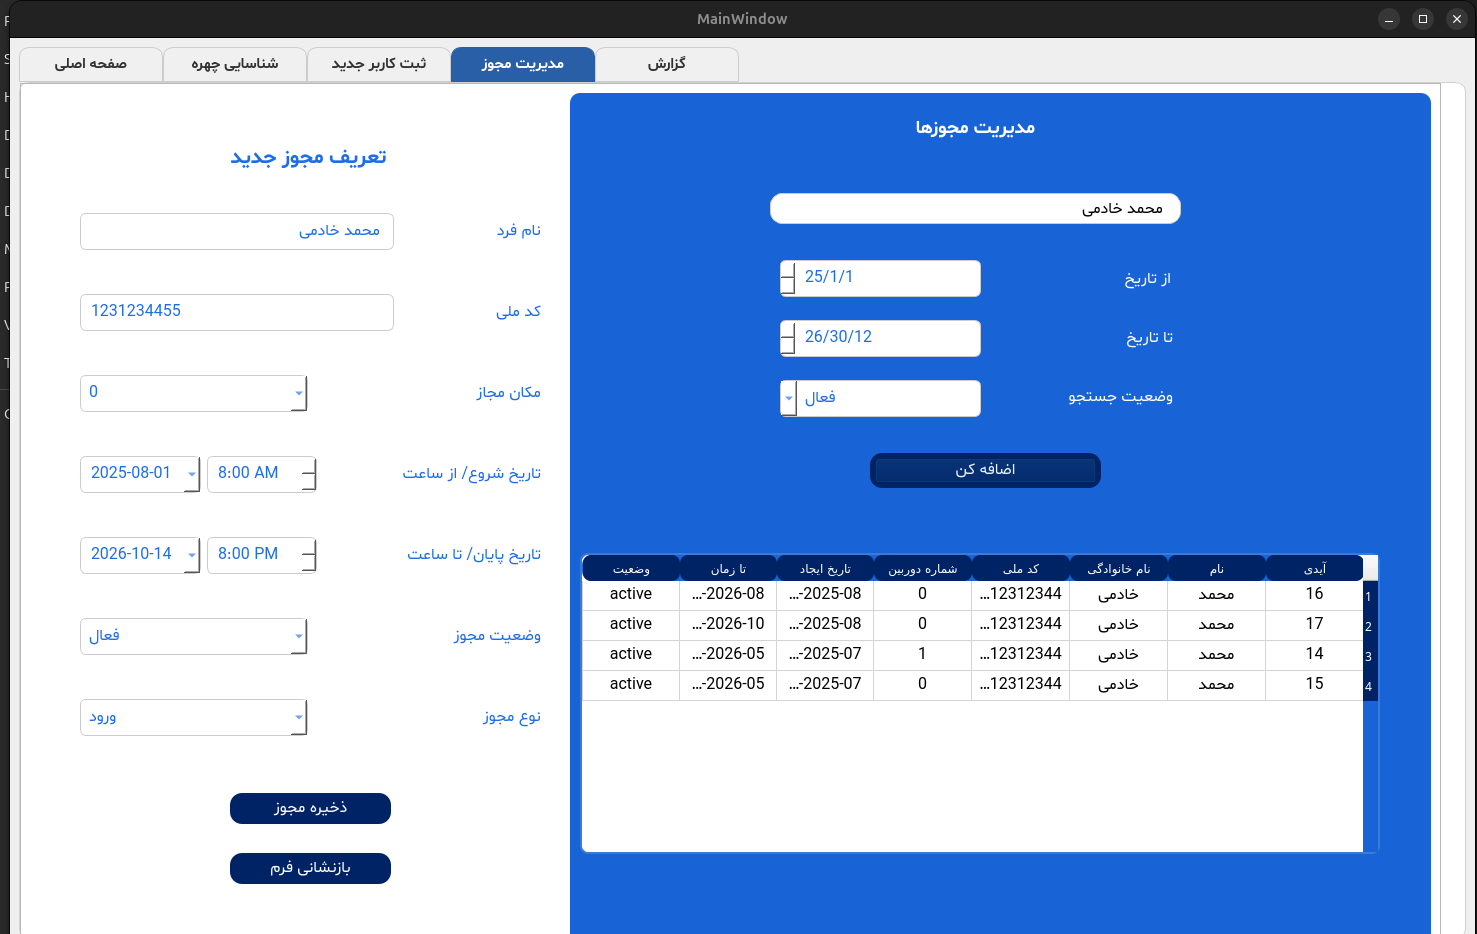 MainWindow
صفحه اصلی
شناسایی چهره
ثبت کاربر جدید
مدیریت مجوز
گزارش
مدیریت مجوزها
محمد خادمی
از تاریخ 25/1/1
تا تاریخ 26/30/12
وضعیت جستجو فعال
اضافه کن
آیدی نام نام خانوادگی کد ملی شماره دوربین تاریخ ایجاد تا زمان وضعیت
1 16 محمد خادمی 12312344... 0 2025-08-... 2026-08-... active
2 17 محمد خادمی 12312344... 0 2025-08-... 2026-10-... active
3 14 محمد خادمی 12312344... 1 2025-07-... 2026-05-... active
4 15 محمد خادمی 12312344... 0 2025-07-... 2026-05-... active
تعریف مجوز جدید
نام فرد محمد خادمی
کد ملی 1231234455
مکان مجاز 0
تاریخ شروع/ از ساعت 8:00 AM 2025-08-01
تاریخ پایان/ تا ساعت 8:00 PM 2026-10-14
وضعیت مجوز فعال
نوع مجوز ورود
ذخیره مجوز
بازنشانی فرم